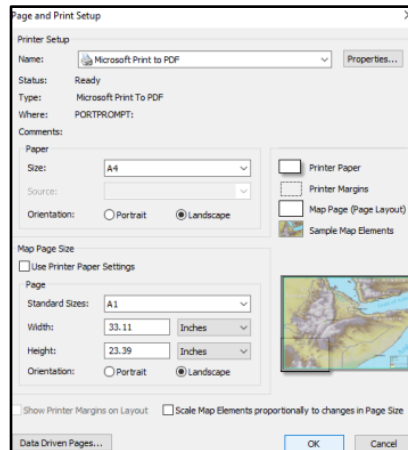 Page and Print Setup
Printer Setup
Name: Microsoft Print to PDF Properties...
Status: Ready
Type: Microsoft Print To PDF
Where: PORTPROMPT:
Comments:
Paper
Size: A4
Source:
Orientation: Portrait Landscape
Printer Paper
Printer Margins
Map Page (Page Layout)
Sample Map Elements
Map Page Size
Use Printer Paper Settings
Page
Standard Sizes: A1
Width: 33.11 Inches
Height: 23.39 Inches
Orientation: Portrait Landscape
Show Printer Margins on Layout Scale Map Elements proportionally to changes in Page Size
Data Driven Pages... OK Cancel